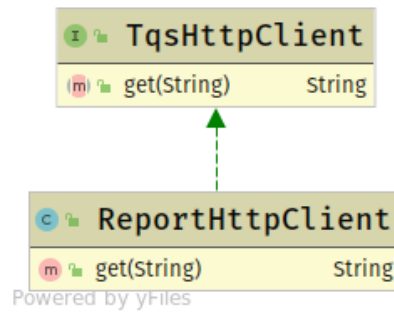 I TqsHttpClient
m get(String) String
C ReportHttpClient
m get(String) String
Powered by yFiles